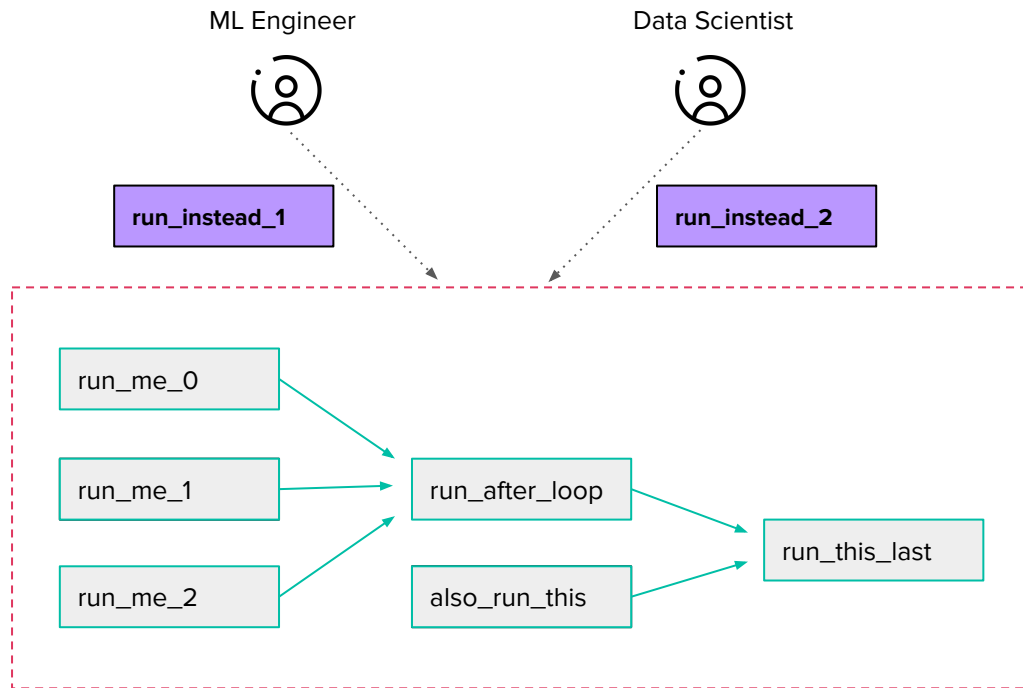 ML Engineer
Data Scientist
run_instead_1
run_instead_2
run_me_0
run_me_1
run_after_loop
run_this_last
run_me_2
also_run_this